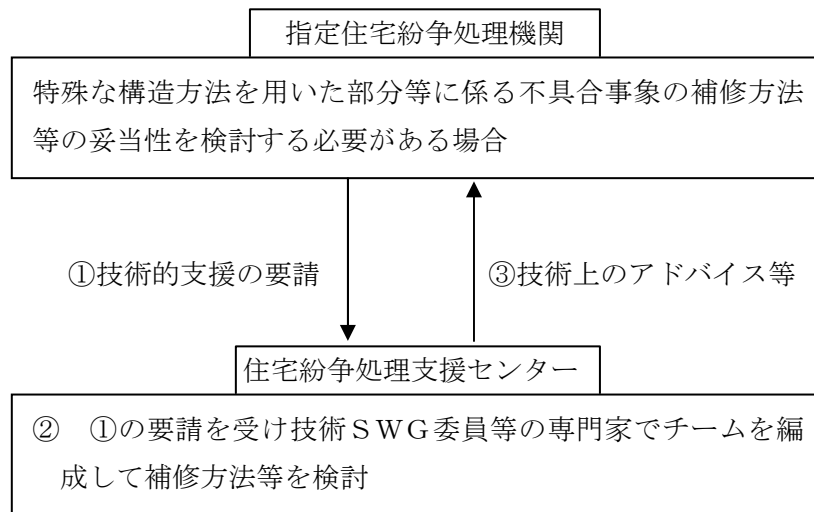 指定住宅紛争処理機関
特殊な構造方法を用いた部分等に係る不具合事象の補修方法
等の妥当性を検討する必要がある場合
①技術的支援の要請
③技術上のアドバイス等
住宅紛争処理支援センター
②　①の要請を受け技術ＳＷＧ委員等の専門家でチームを編
成して補修方法等を検討